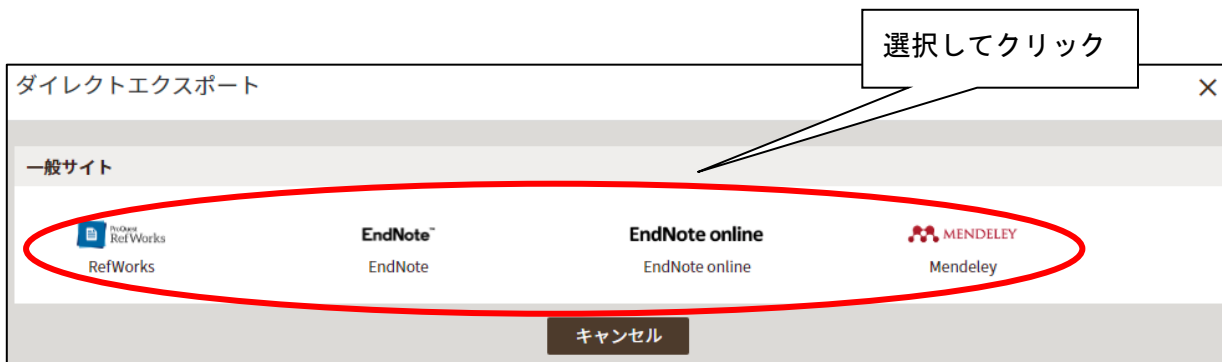 選択してクリック
ダイレクトエクスポート
×
一般サイト
ProQuest
RefWorks
EndNote™
EndNote online
MENDELEY
RefWorks
EndNote
EndNote online
Mendeley
キャンセル